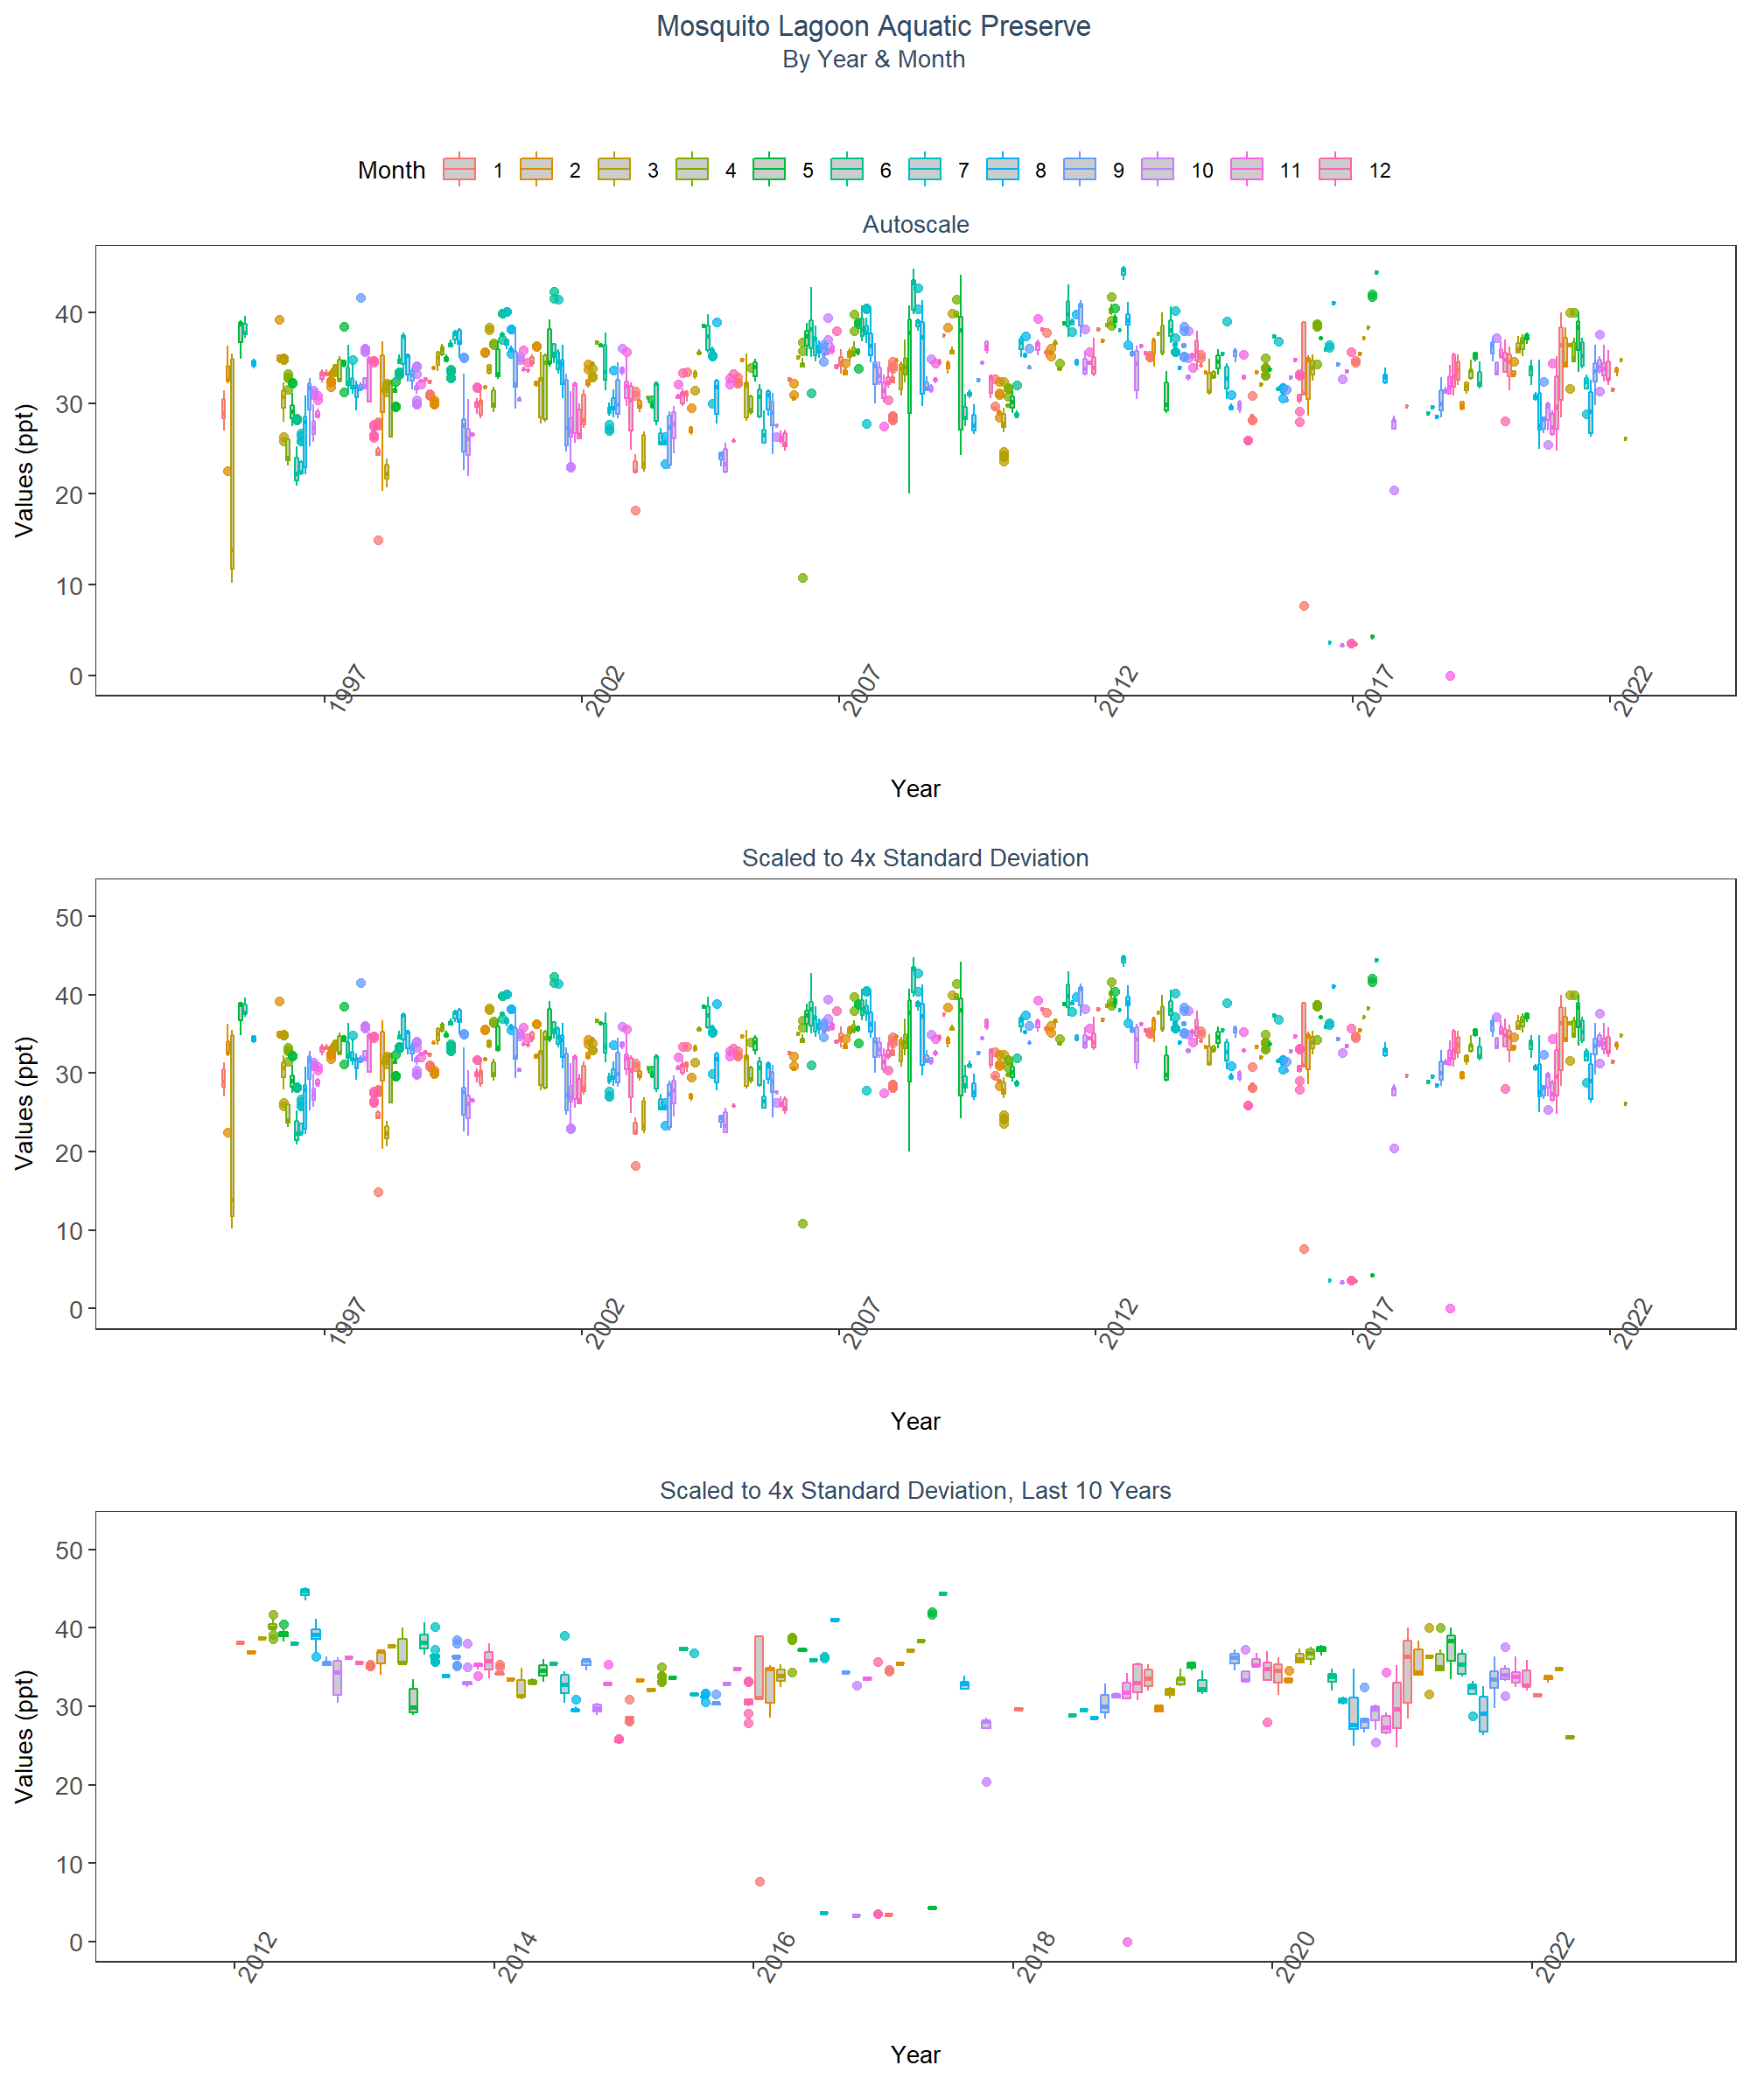 Mosquito Lagoon Aquatic Preserve
By Year & Month
Month 1 2 3 4 5 6 7 8 9 10 11 12
Autoscale
Values (ppt)
40
30
20
10
0
1997 2002 2007 2012 2017 2022
Year
Scaled to 4x Standard Deviation
Values (ppt)
50
40
30
20
10
0
1997 2002 2007 2012 2017 2022
Year
Scaled to 4x Standard Deviation, Last 10 Years
Values (ppt)
50
40
30
20
10
0
2012 2014 2016 2018 2020 2022
Year